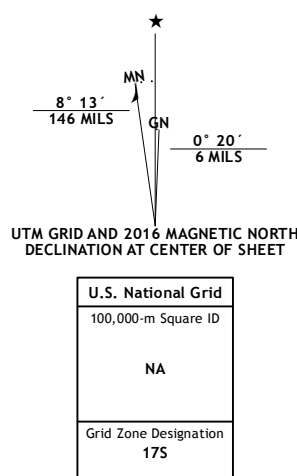 ★
MN
GN
8° 13´
146 MILS
0° 20´
6 MILS
UTM GRID AND 2016 MAGNETIC NORTH
DECLINATION AT CENTER OF SHEET
U.S. National Grid
100,000-m Square ID
NA
Grid Zone Designation
17S